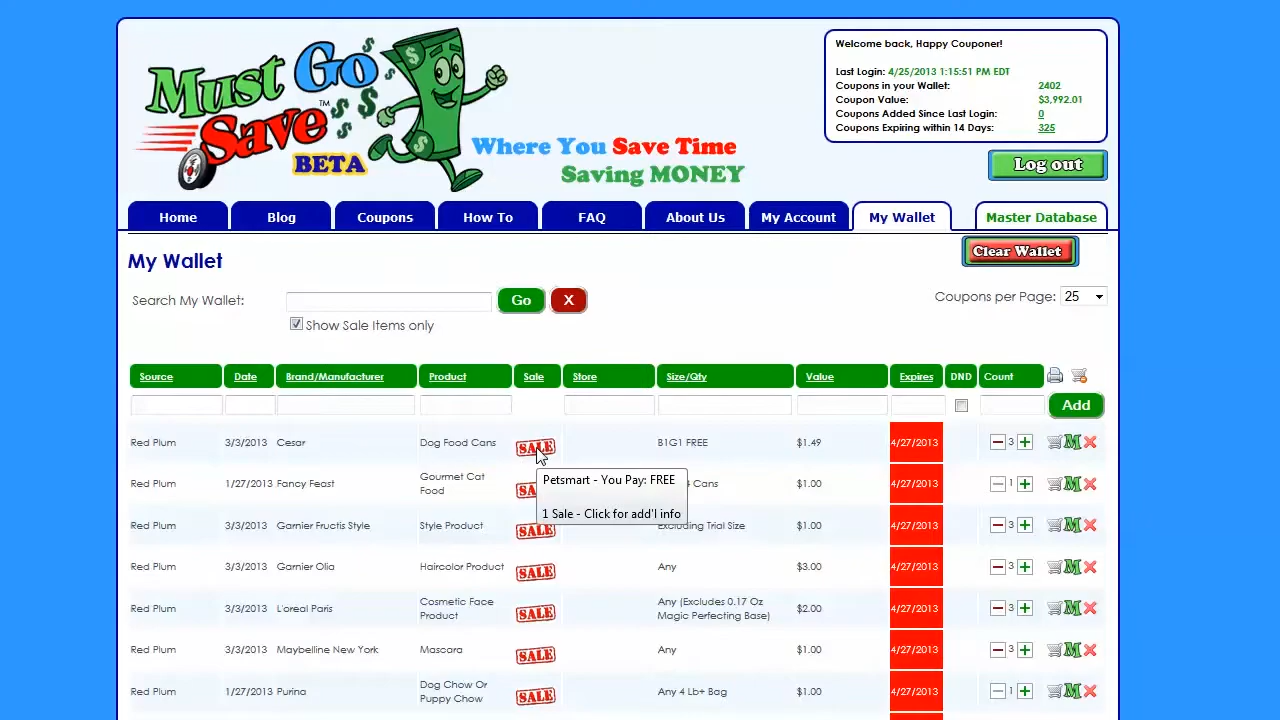 Must Go
Save
TM
BETA
Where You Save Time
Saving MONEY
Welcome back, Happy Couponer!
Last Login: 4/25/2013 1:15:51 PM EDT
Coupons in your Wallet: 2402
Coupon Value: $3,992.01
Coupons Added Since Last Login: 0
Coupons Expiring within 14 Days: 325
Log out
Home Blog Coupons How To FAQ About Us My Account My Wallet Master Database
Clear Wallet
My Wallet
Search My Wallet: Go X
Coupons per Page: 25
Show Sale Items only
Source Date Brand/Manufacturer Product Sale Store Size/Qty Value Expires DND Count
Add
Red Plum 3/3/2013 Cesar Dog Food Cans SALE B1G1 FREE $1.49 4/27/2013 3 M
Petsmart - You Pay: FREE
1 Sale - Click for add'l info
Red Plum 1/27/2013 Fancy Feast Gourmet Cat Food Cans $1.00 4/27/2013 1 M
Red Plum 3/3/2013 Garnier Fructis Style Style Product SALE Excluding Trial Size $1.00 4/27/2013 3 M
Red Plum 3/3/2013 Garnier Olia Haircolor Product SALE Any $3.00 4/27/2013 3 M
Red Plum 3/3/2013 L'oreal Paris Cosmetic Face Product SALE Any (Excludes 0.17 Oz Magic Perfecting Base) $2.00 4/27/2013 3 M
Red Plum 3/3/2013 Maybelline New York Mascara SALE Any $1.00 4/27/2013 3 M
Red Plum 1/27/2013 Purina Dog Chow Or Puppy Chow SALE Any 4 Lb+ Bag $1.00 4/27/2013 1 M